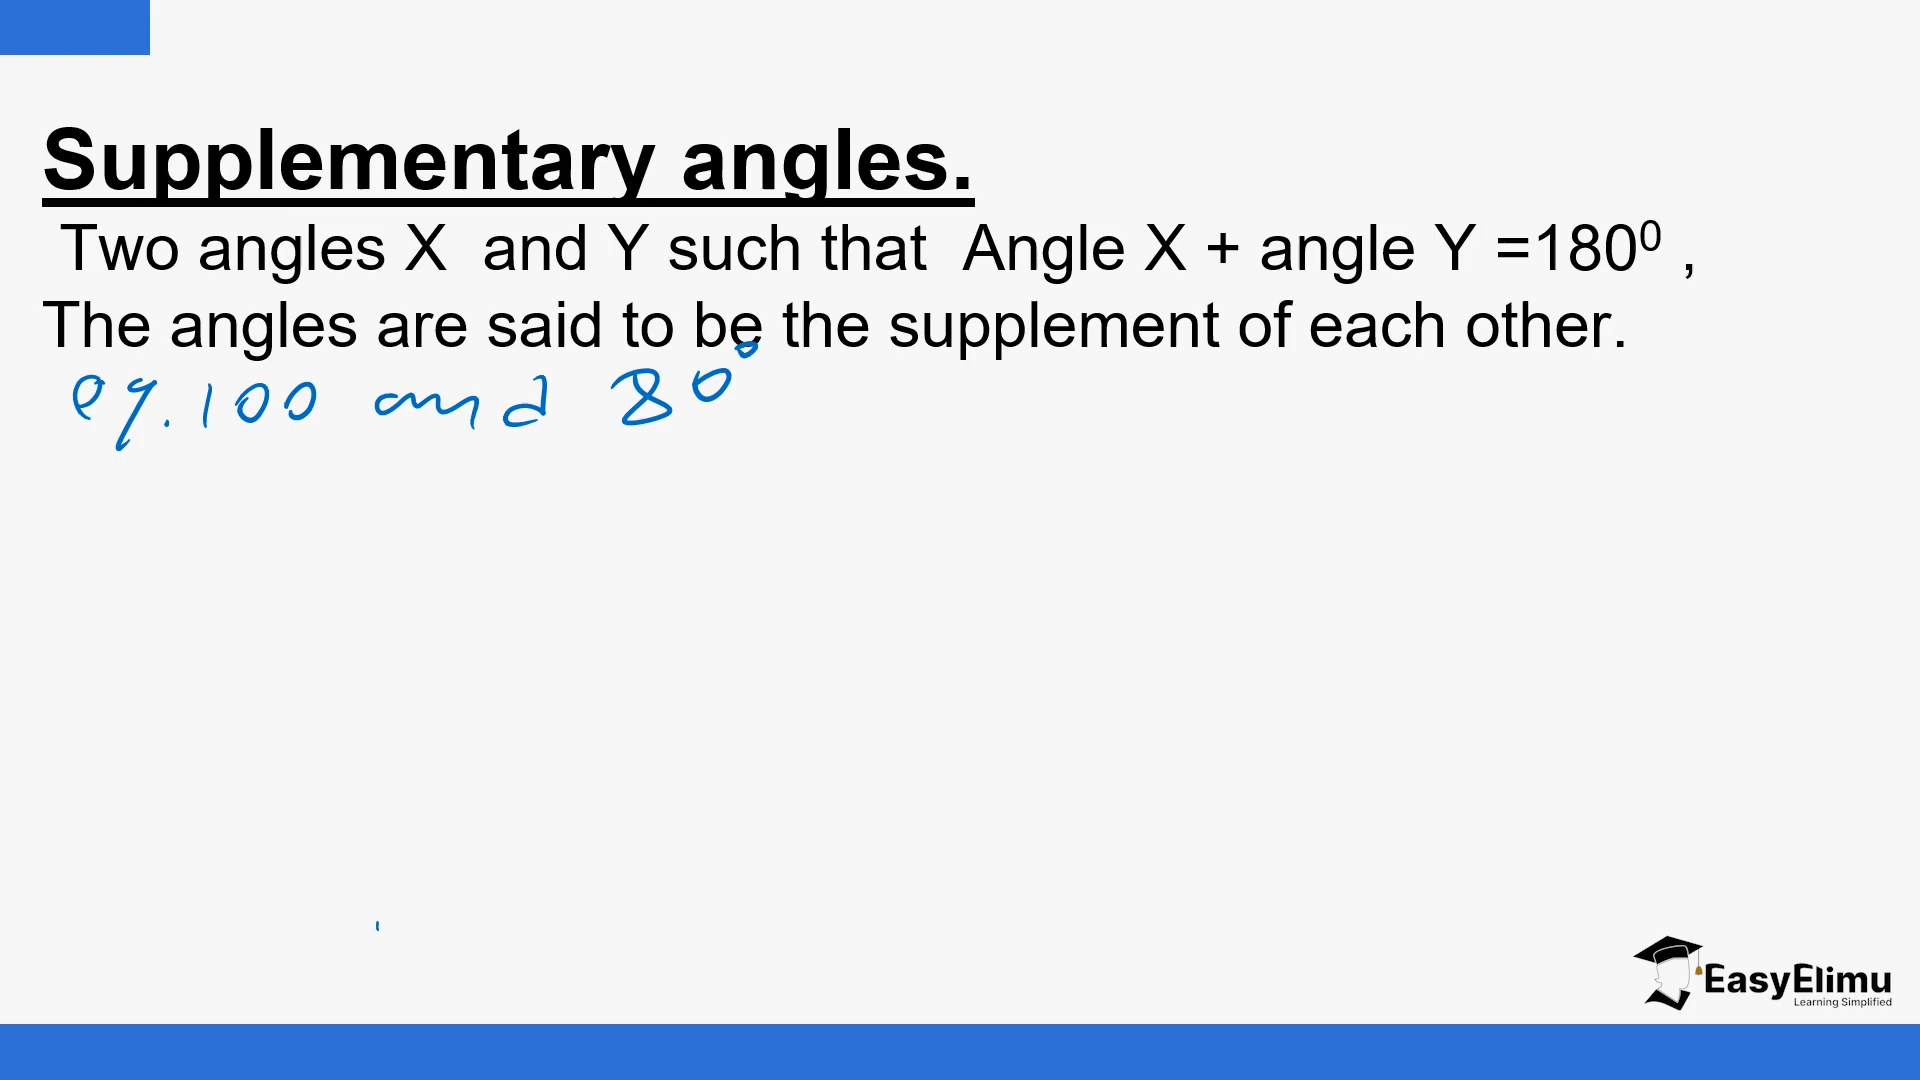 Supplementary angles.
Two angles X and Y such that Angle X + angle Y =180⁰ ,
The angles are said to be the supplement of each other.
eg. 100 and 80°
EasyElimu
Learning Simplified